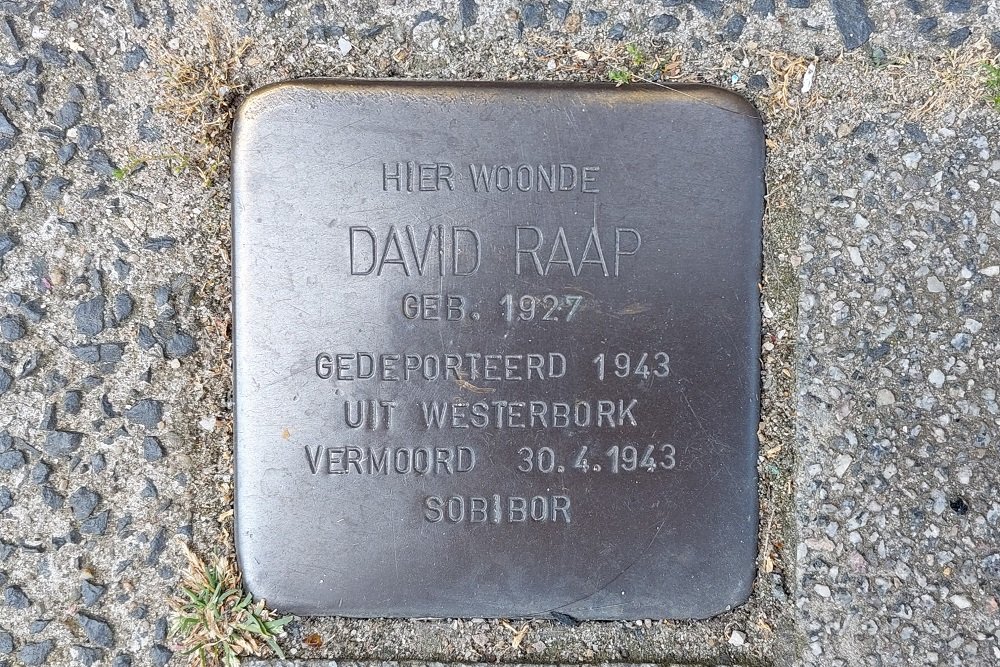 HIER WOONDE
DAVID RAAP
GEB. 1927
GEDEPORTEERD 1943
UIT WESTERBORK
VERMOORD 30.4.1943
SOBIBOR